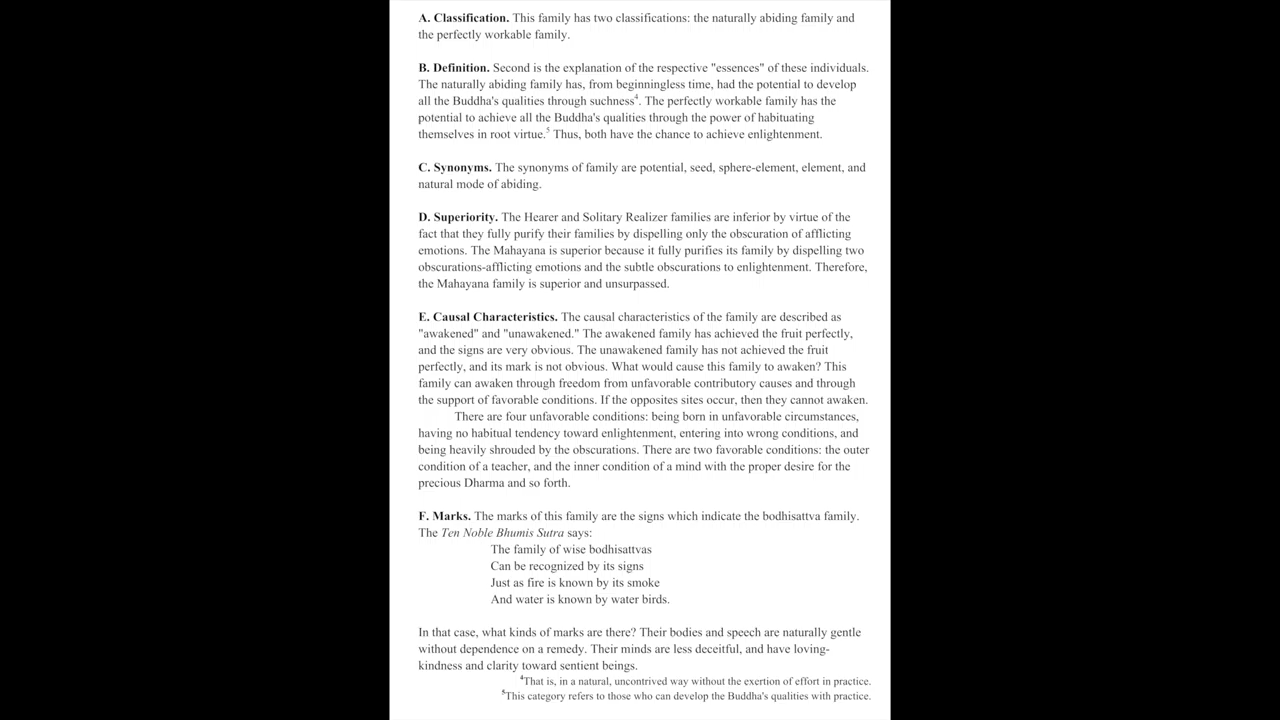 A. Classification. This family has two classifications: the naturally abiding family and
the perfectly workable family.
B. Definition. Second is the explanation of the respective "essences" of these individuals.
The naturally abiding family has, from beginningless time, had the potential to develop
all the Buddha's qualities through suchness⁴. The perfectly workable family has the
potential to achieve all the Buddha's qualities through the power of habituating
themselves in root virtue.⁵ Thus, both have the chance to achieve enlightenment.
C. Synonyms. The synonyms of family are potential, seed, sphere-element, element, and
natural mode of abiding.
D. Superiority. The Hearer and Solitary Realizer families are inferior by virtue of the
fact that they fully purify their families by dispelling only the obscuration of afflicting
emotions. The Mahayana is superior because it fully purifies its family by dispelling two
obscurations-afflicting emotions and the subtle obscurations to enlightenment. Therefore,
the Mahayana family is superior and unsurpassed.
E. Causal Characteristics. The causal characteristics of the family are described as
"awakened" and "unawakened." The awakened family has achieved the fruit perfectly,
and the signs are very obvious. The unawakened family has not achieved the fruit
perfectly, and its mark is not obvious. What would cause this family to awaken? This
family can awaken through freedom from unfavorable contributory causes and through
the support of favorable conditions. If the opposites sites occur, then they cannot awaken.
There are four unfavorable conditions: being born in unfavorable circumstances,
having no habitual tendency toward enlightenment, entering into wrong conditions, and
being heavily shrouded by the obscurations. There are two favorable conditions: the outer
condition of a teacher, and the inner condition of a mind with the proper desire for the
precious Dharma and so forth.
F. Marks. The marks of this family are the signs which indicate the bodhisattva family.
The Ten Noble Bhumis Sutra says:
The family of wise bodhisattvas
Can be recognized by its signs
Just as fire is known by its smoke
And water is known by water birds.
In that case, what kinds of marks are there? Their bodies and speech are naturally gentle
without dependence on a remedy. Their minds are less deceitful, and have loving-
kindness and clarity toward sentient beings.
⁴That is, in a natural, uncontrived way without the exertion of effort in practice.
⁵This category refers to those who can develop the Buddha's qualities with practice.